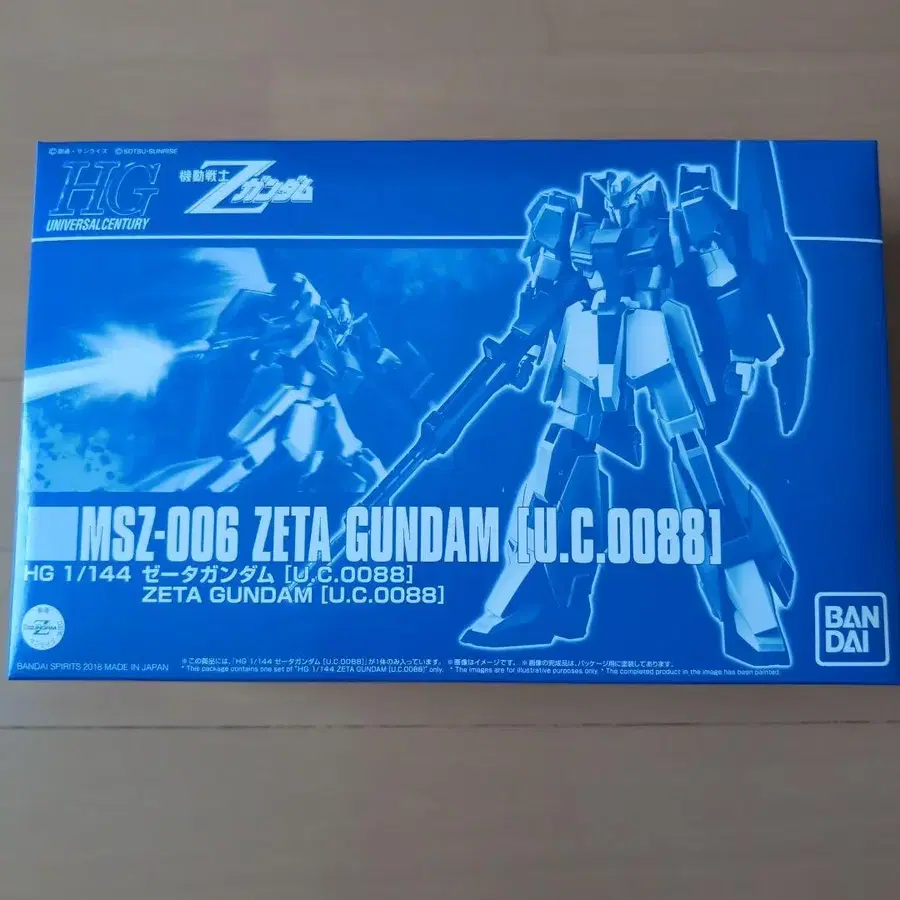 ©創通・サンライズ ©SOTSU・SUNRISE
HG
UNIVERSAL CENTURY
機動戦士
Zガンダム
MSZ-006 ZETA GUNDAM [U.C.0088]
HG 1/144 ゼータガンダム [U.C.0088]
ZETA GUNDAM [U.C.0088]
BAN
DAI
BANDAI SPIRITS 2018 MADE IN JAPAN
※この商品には、「HG 1/144 ゼータガンダム [U.C.0088]」が1体のみ入っています。 ※画像はイメージです。 ※画像の完成品は、パッケージ用に塗装しております。
* This package contains one set of "HG 1/144 ZETA GUNDAM [U.C.0088]" only. * The images are for illustrative purposes only. * The completed product in the image has been painted.